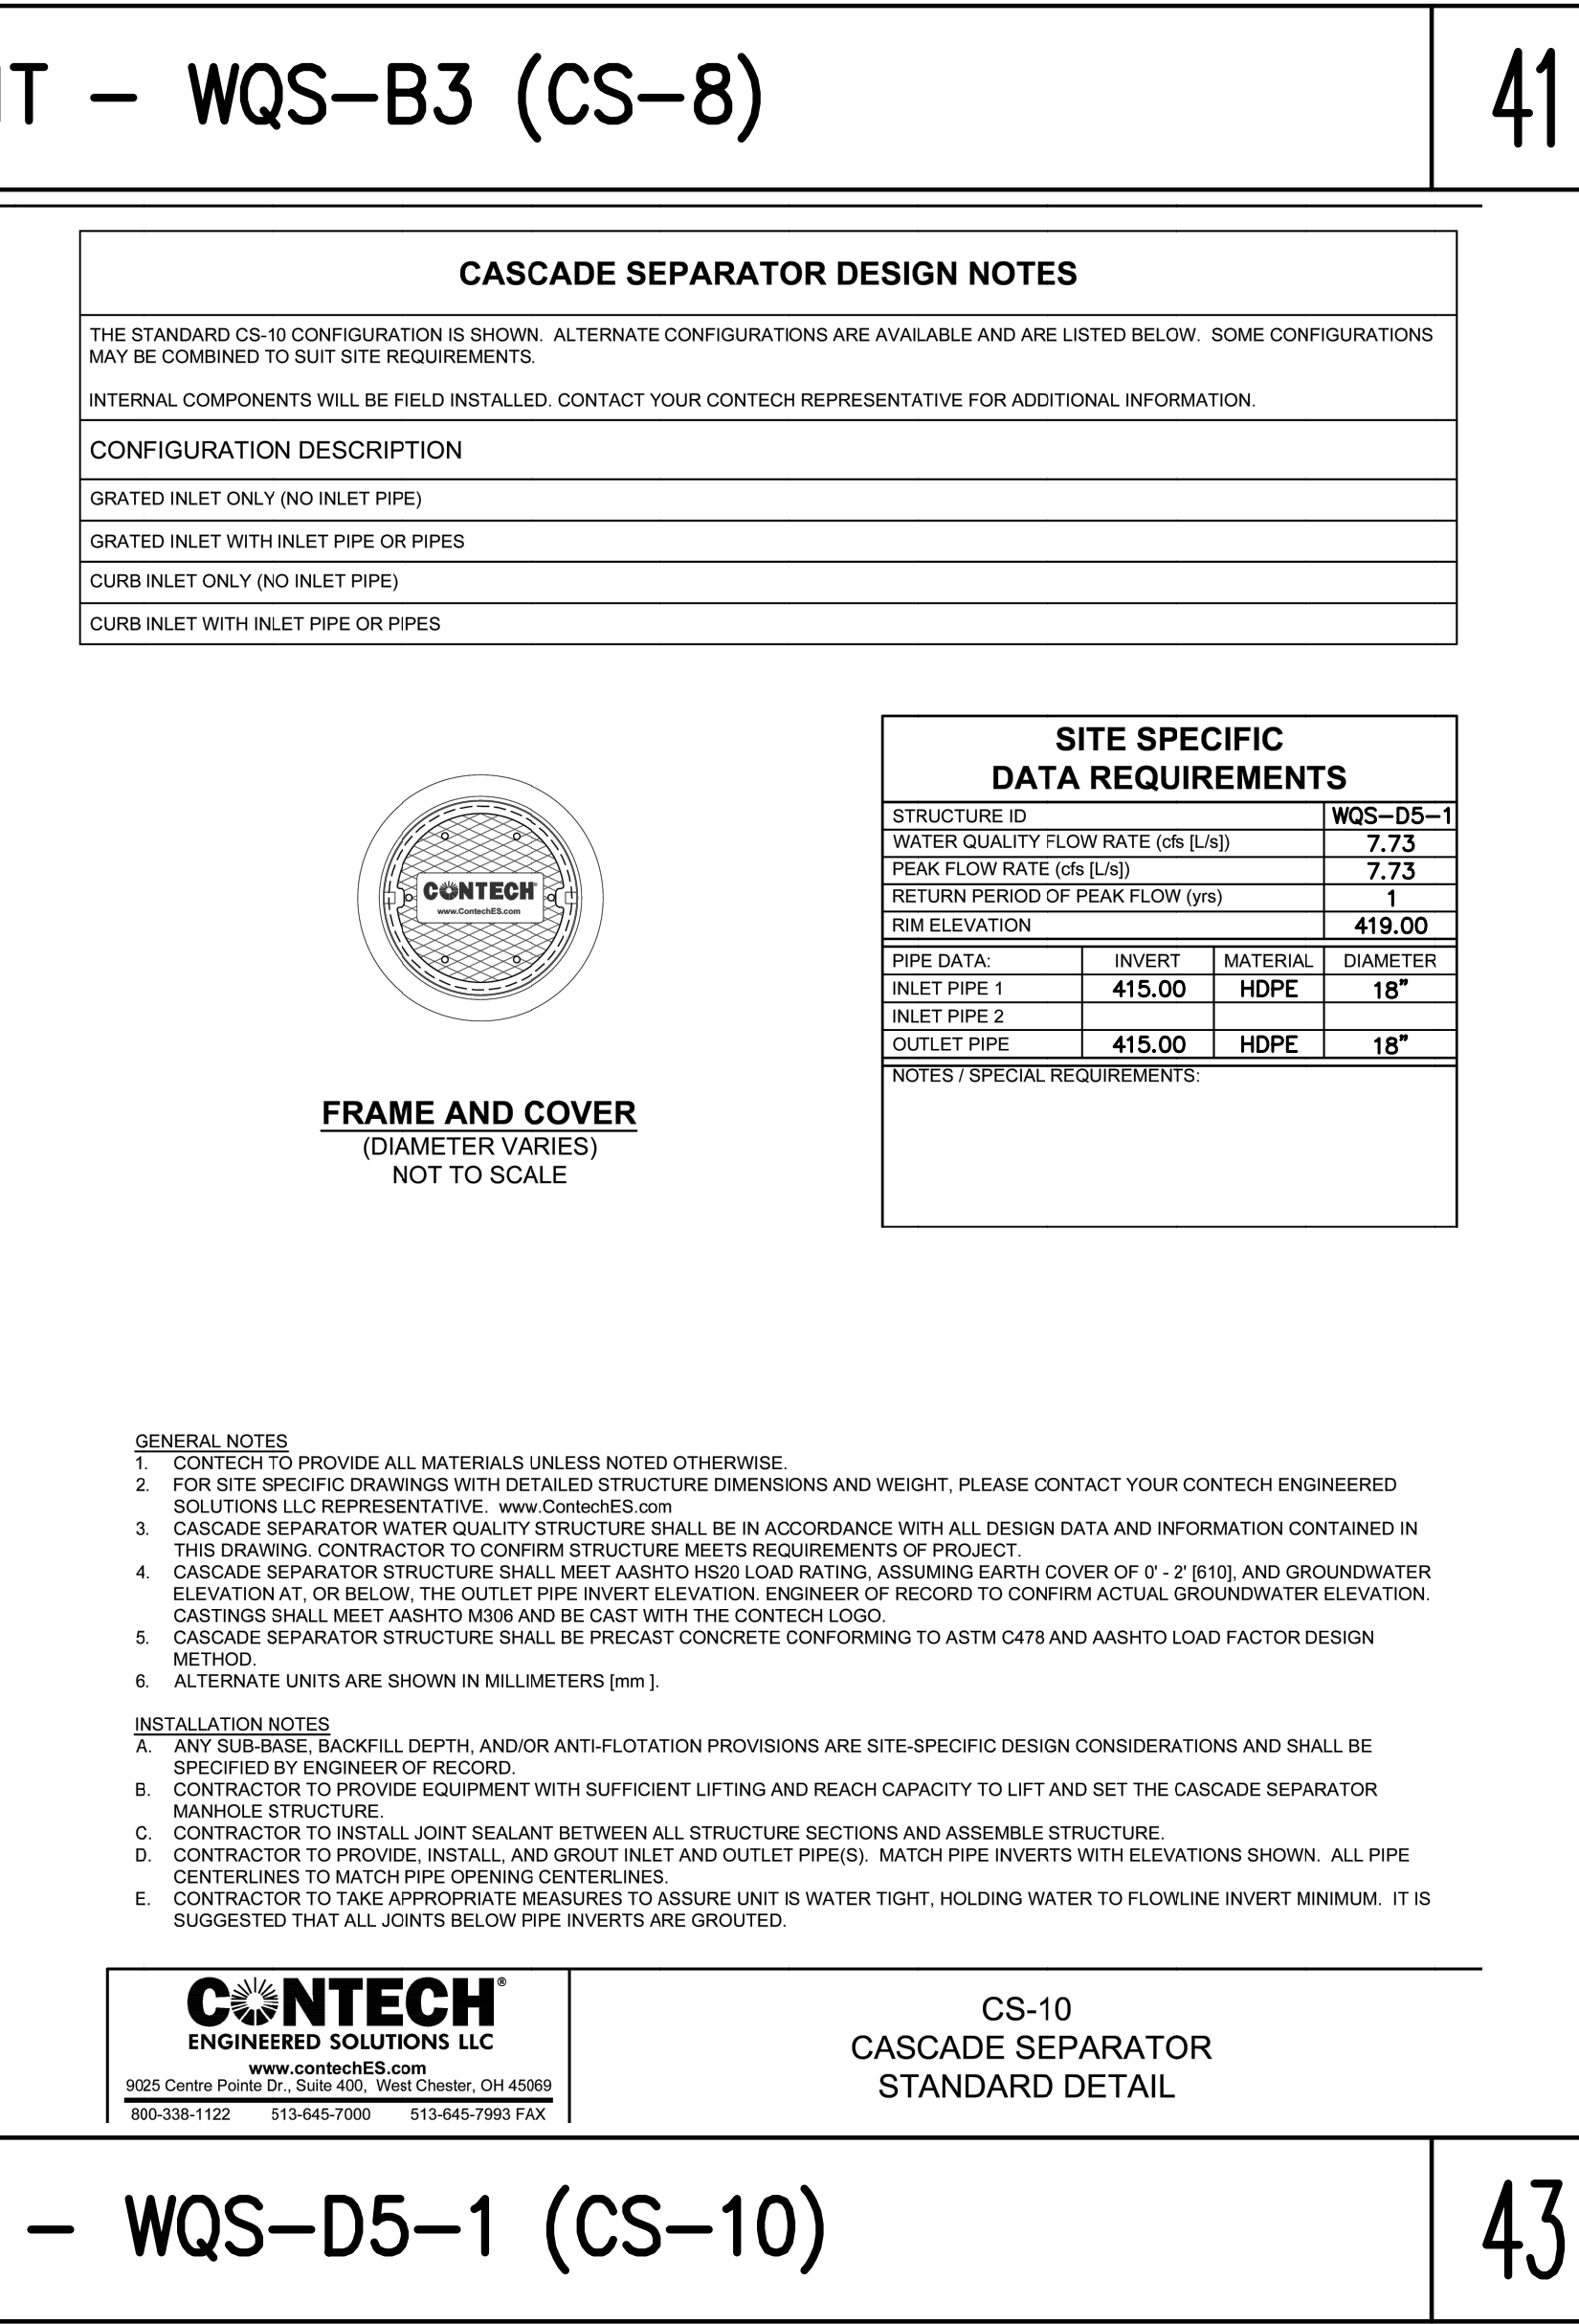 T – WQS–B3 (CS–8)
41
CASCADE SEPARATOR DESIGN NOTES
THE STANDARD CS-10 CONFIGURATION IS SHOWN. ALTERNATE CONFIGURATIONS ARE AVAILABLE AND ARE LISTED BELOW. SOME CONFIGURATIONS
MAY BE COMBINED TO SUIT SITE REQUIREMENTS.
INTERNAL COMPONENTS WILL BE FIELD INSTALLED. CONTACT YOUR CONTECH REPRESENTATIVE FOR ADDITIONAL INFORMATION.
CONFIGURATION DESCRIPTION
GRATED INLET ONLY (NO INLET PIPE)
GRATED INLET WITH INLET PIPE OR PIPES
CURB INLET ONLY (NO INLET PIPE)
CURB INLET WITH INLET PIPE OR PIPES
CONTECH
www.ContechES.com
FRAME AND COVER
(DIAMETER VARIES)
NOT TO SCALE
SITE SPECIFIC
DATA REQUIREMENTS
STRUCTURE ID WQS–D5–1
WATER QUALITY FLOW RATE (cfs [L/s]) 7.73
PEAK FLOW RATE (cfs [L/s]) 7.73
RETURN PERIOD OF PEAK FLOW (yrs) 1
RIM ELEVATION 419.00
PIPE DATA: INVERT MATERIAL DIAMETER
INLET PIPE 1 415.00 HDPE 18"
INLET PIPE 2
OUTLET PIPE 415.00 HDPE 18"
NOTES / SPECIAL REQUIREMENTS:
GENERAL NOTES
1. CONTECH TO PROVIDE ALL MATERIALS UNLESS NOTED OTHERWISE.
2. FOR SITE SPECIFIC DRAWINGS WITH DETAILED STRUCTURE DIMENSIONS AND WEIGHT, PLEASE CONTACT YOUR CONTECH ENGINEERED
SOLUTIONS LLC REPRESENTATIVE. www.ContechES.com
3. CASCADE SEPARATOR WATER QUALITY STRUCTURE SHALL BE IN ACCORDANCE WITH ALL DESIGN DATA AND INFORMATION CONTAINED IN
THIS DRAWING. CONTRACTOR TO CONFIRM STRUCTURE MEETS REQUIREMENTS OF PROJECT.
4. CASCADE SEPARATOR STRUCTURE SHALL MEET AASHTO HS20 LOAD RATING, ASSUMING EARTH COVER OF 0' - 2' [610], AND GROUNDWATER
ELEVATION AT, OR BELOW, THE OUTLET PIPE INVERT ELEVATION. ENGINEER OF RECORD TO CONFIRM ACTUAL GROUNDWATER ELEVATION.
CASTINGS SHALL MEET AASHTO M306 AND BE CAST WITH THE CONTECH LOGO.
5. CASCADE SEPARATOR STRUCTURE SHALL BE PRECAST CONCRETE CONFORMING TO ASTM C478 AND AASHTO LOAD FACTOR DESIGN
METHOD.
6. ALTERNATE UNITS ARE SHOWN IN MILLIMETERS [mm ].
INSTALLATION NOTES
A. ANY SUB-BASE, BACKFILL DEPTH, AND/OR ANTI-FLOTATION PROVISIONS ARE SITE-SPECIFIC DESIGN CONSIDERATIONS AND SHALL BE
SPECIFIED BY ENGINEER OF RECORD.
B. CONTRACTOR TO PROVIDE EQUIPMENT WITH SUFFICIENT LIFTING AND REACH CAPACITY TO LIFT AND SET THE CASCADE SEPARATOR
MANHOLE STRUCTURE.
C. CONTRACTOR TO INSTALL JOINT SEALANT BETWEEN ALL STRUCTURE SECTIONS AND ASSEMBLE STRUCTURE.
D. CONTRACTOR TO PROVIDE, INSTALL, AND GROUT INLET AND OUTLET PIPE(S). MATCH PIPE INVERTS WITH ELEVATIONS SHOWN. ALL PIPE
CENTERLINES TO MATCH PIPE OPENING CENTERLINES.
E. CONTRACTOR TO TAKE APPROPRIATE MEASURES TO ASSURE UNIT IS WATER TIGHT, HOLDING WATER TO FLOWLINE INVERT MINIMUM. IT IS
SUGGESTED THAT ALL JOINTS BELOW PIPE INVERTS ARE GROUTED.
CONTECH®
ENGINEERED SOLUTIONS LLC
www.contechES.com
9025 Centre Pointe Dr., Suite 400, West Chester, OH 45069
800-338-1122 513-645-7000 513-645-7993 FAX
CS-10
CASCADE SEPARATOR
STANDARD DETAIL
– WQS–D5–1 (CS–10)
43